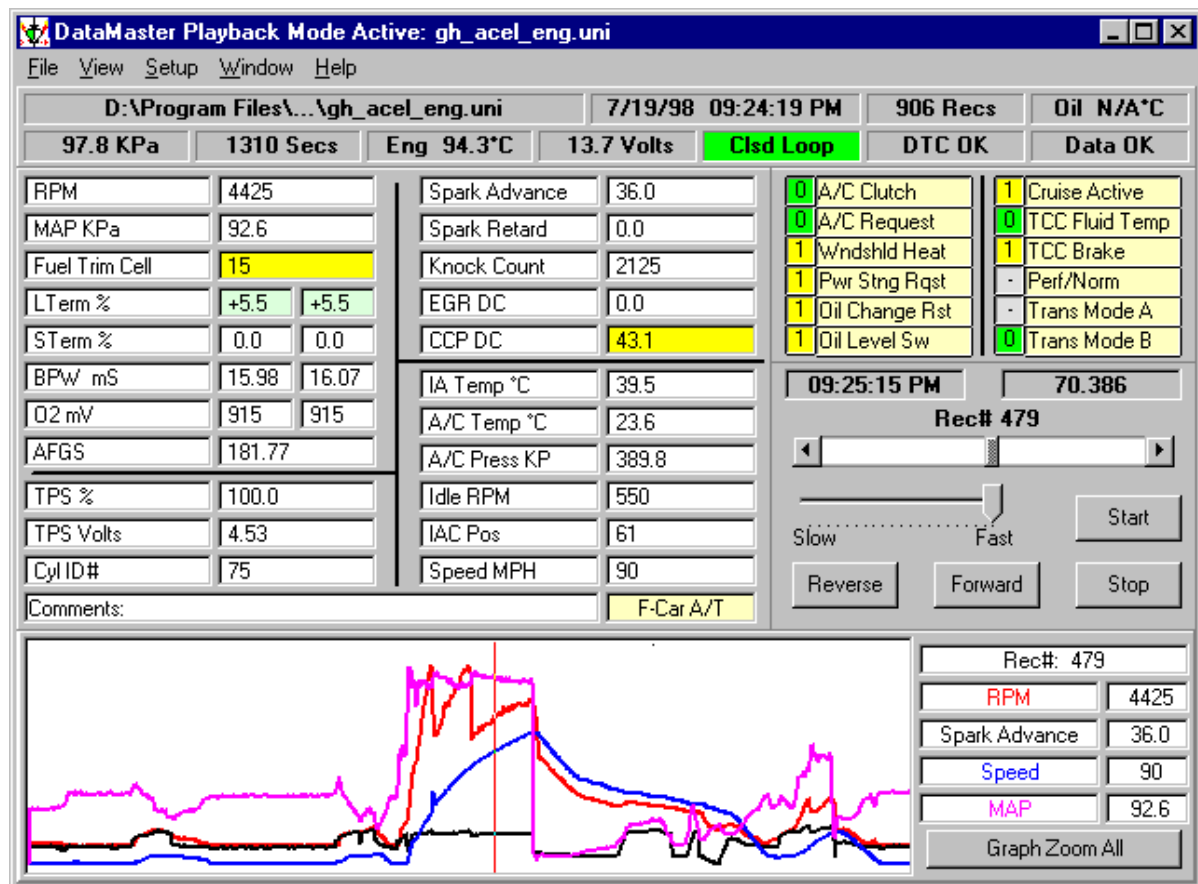 DataMaster Playback Mode Active: gh_acel_eng.uni
File View Setup Window Help
D:\Program Files\...\gh_acel_eng.uni 7/19/98 09:24:19 PM 906 Recs Oil N/A°C
97.8 KPa 1310 Secs Eng 94.3°C 13.7 Volts Clsd Loop DTC OK Data OK
RPM 4425 Spark Advance 36.0 0 A/C Clutch 1 Cruise Active
MAP KPa 92.6 Spark Retard 0.0 0 A/C Request 0 TCC Fluid Temp
Fuel Trim Cell 15 Knock Count 2125 1 Wndshld Heat 1 TCC Brake
LTerm % +5.5 +5.5 EGR DC 0.0 1 Pwr Stng Rqst - Perf/Norm
STerm % 0.0 0.0 CCP DC 43.1 1 Oil Change Rst - Trans Mode A
1 Oil Level Sw 0 Trans Mode B
BPW mS 15.98 16.07 IA Temp °C 39.5 09:25:15 PM 70.386
O2 mV 915 915 A/C Temp °C 23.6 Rec# 479
AFGS 181.77 A/C Press KP 389.8
TPS % 100.0 Idle RPM 550
TPS Volts 4.53 IAC Pos 61 Slow Fast Start
Cyl ID# 75 Speed MPH 90 Reverse Forward Stop
Comments: F-Car A/T
Rec#: 479
RPM 4425
Spark Advance 36.0
Speed 90
MAP 92.6
Graph Zoom All